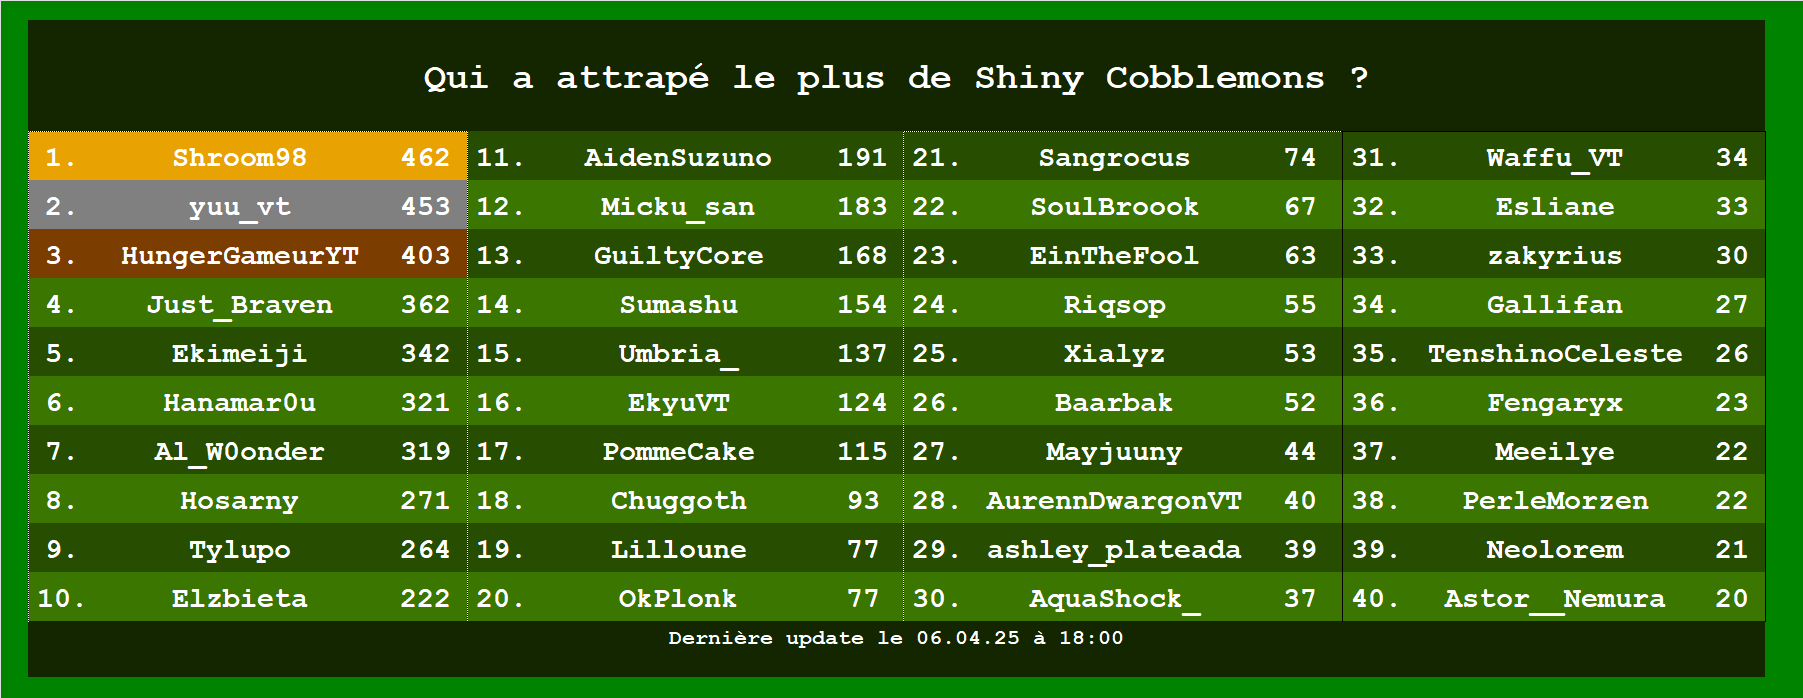 Qui a attrapé le plus de Shiny Cobblemons ?
1. Shroom98 462
2. yuu_vt 453
3. HungerGameurYT 403
4. Just_Braven 362
5. Ekimeiji 342
6. Hanamar0u 321
7. Al_W0onder 319
8. Hosarny 271
9. Tylupo 264
10. Elzbieta 222
11. AidenSuzuno 191
12. Micku_san 183
13. GuiltyCore 168
14. Sumashu 154
15. Umbria_ 137
16. EkyuVT 124
17. PommeCake 115
18. Chuggoth 93
19. Lilloune 77
20. OkPlonk 77
21. Sangrocus 74
22. SoulBroook 67
23. EinTheFool 63
24. Riqsop 55
25. Xialyz 53
26. Baarbak 52
27. Mayjuuny 44
28. AurennDwargonVT 40
29. ashley_plateada 39
30. AquaShock_ 37
31. Waffu_VT 34
32. Esliane 33
33. zakyrius 30
34. Gallifan 27
35. TenshinoCeleste 26
36. Fengaryx 23
37. Meeilye 22
38. PerleMorzen 22
39. Neolorem 21
40. Astor__Nemura 20
Dernière update le 06.04.25 à 18:00